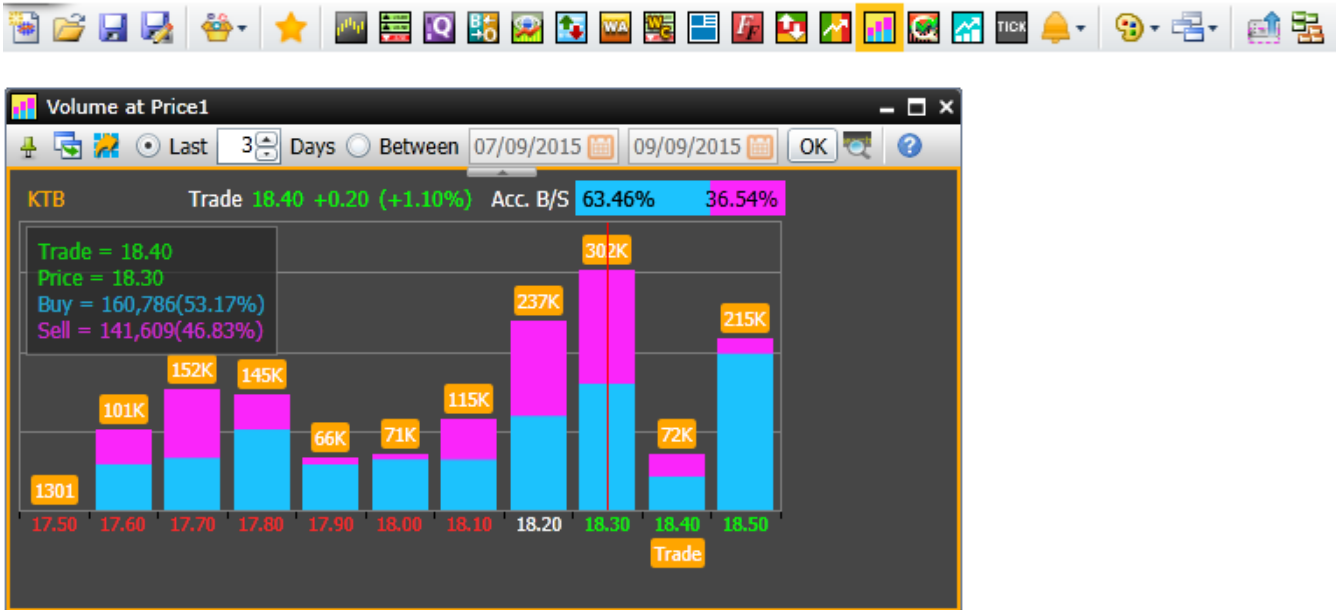 Q B O WA W C FF TICK
Volume at Price1
Last 3 Days Between 07/09/2015 09/09/2015 OK ?
KTB Trade 18.40 +0.20 (+1.10%) Acc. B/S 63.46% 36.54%
Trade = 18.40
Price = 18.30
Buy = 160,786(53.17%)
Sell = 141,609(46.83%)
302K
237K
215K
152K 145K
115K
101K
66K 71K 72K
1301
17.50 17.60 17.70 17.80 17.90 18.00 18.10 18.20 18.30 18.40 18.50
Trade